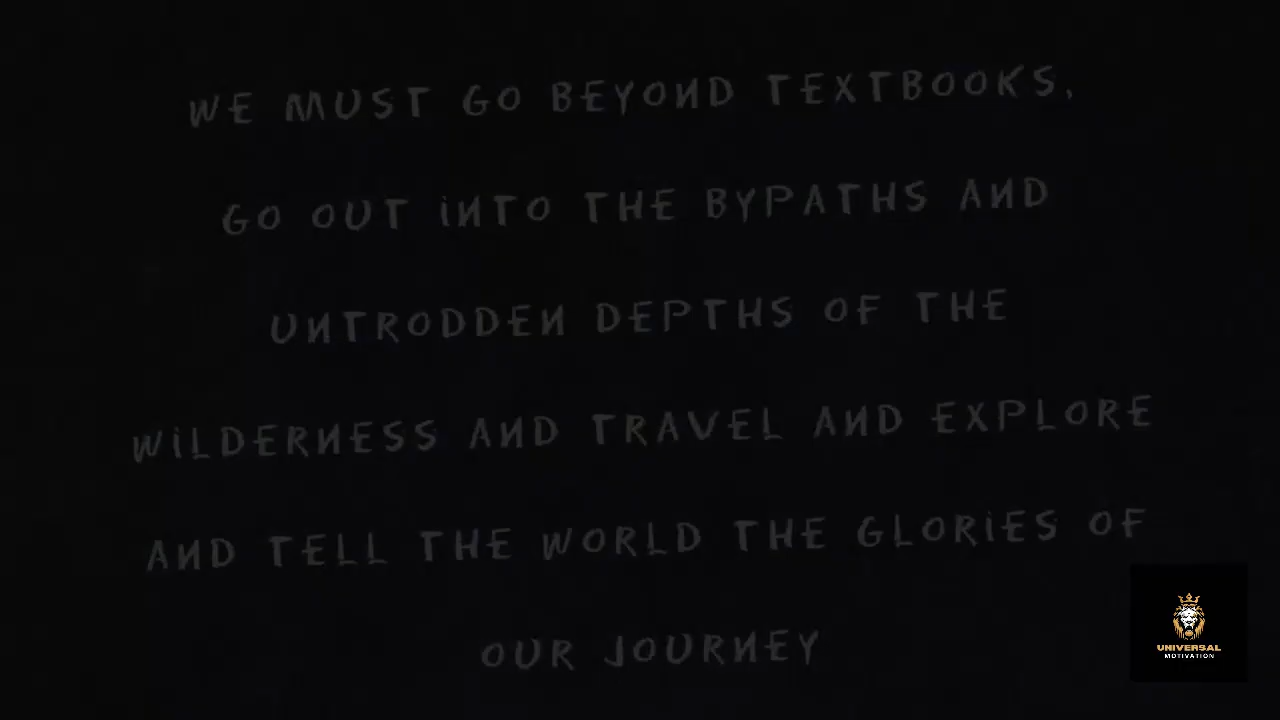 WE MUST GO BEYOND TEXTBOOKS,
GO OUT INTO THE BYPATHS AND
UNTRODDEN DEPTHS OF THE
WILDERNESS AND TRAVEL AND EXPLORE
AND TELL THE WORLD THE GLORIES OF
OUR JOURNEY
UNIVERSAL
MOTIVATION